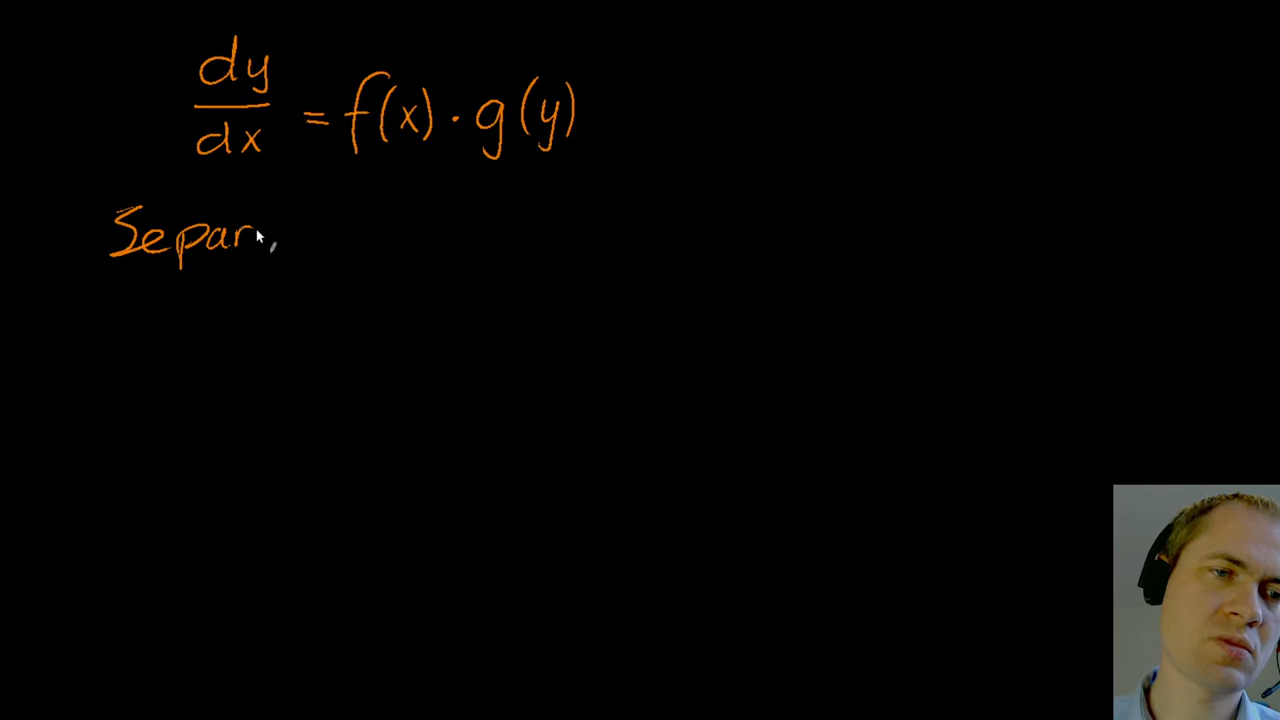 dy/dx = f(x) · g(y)
Separ